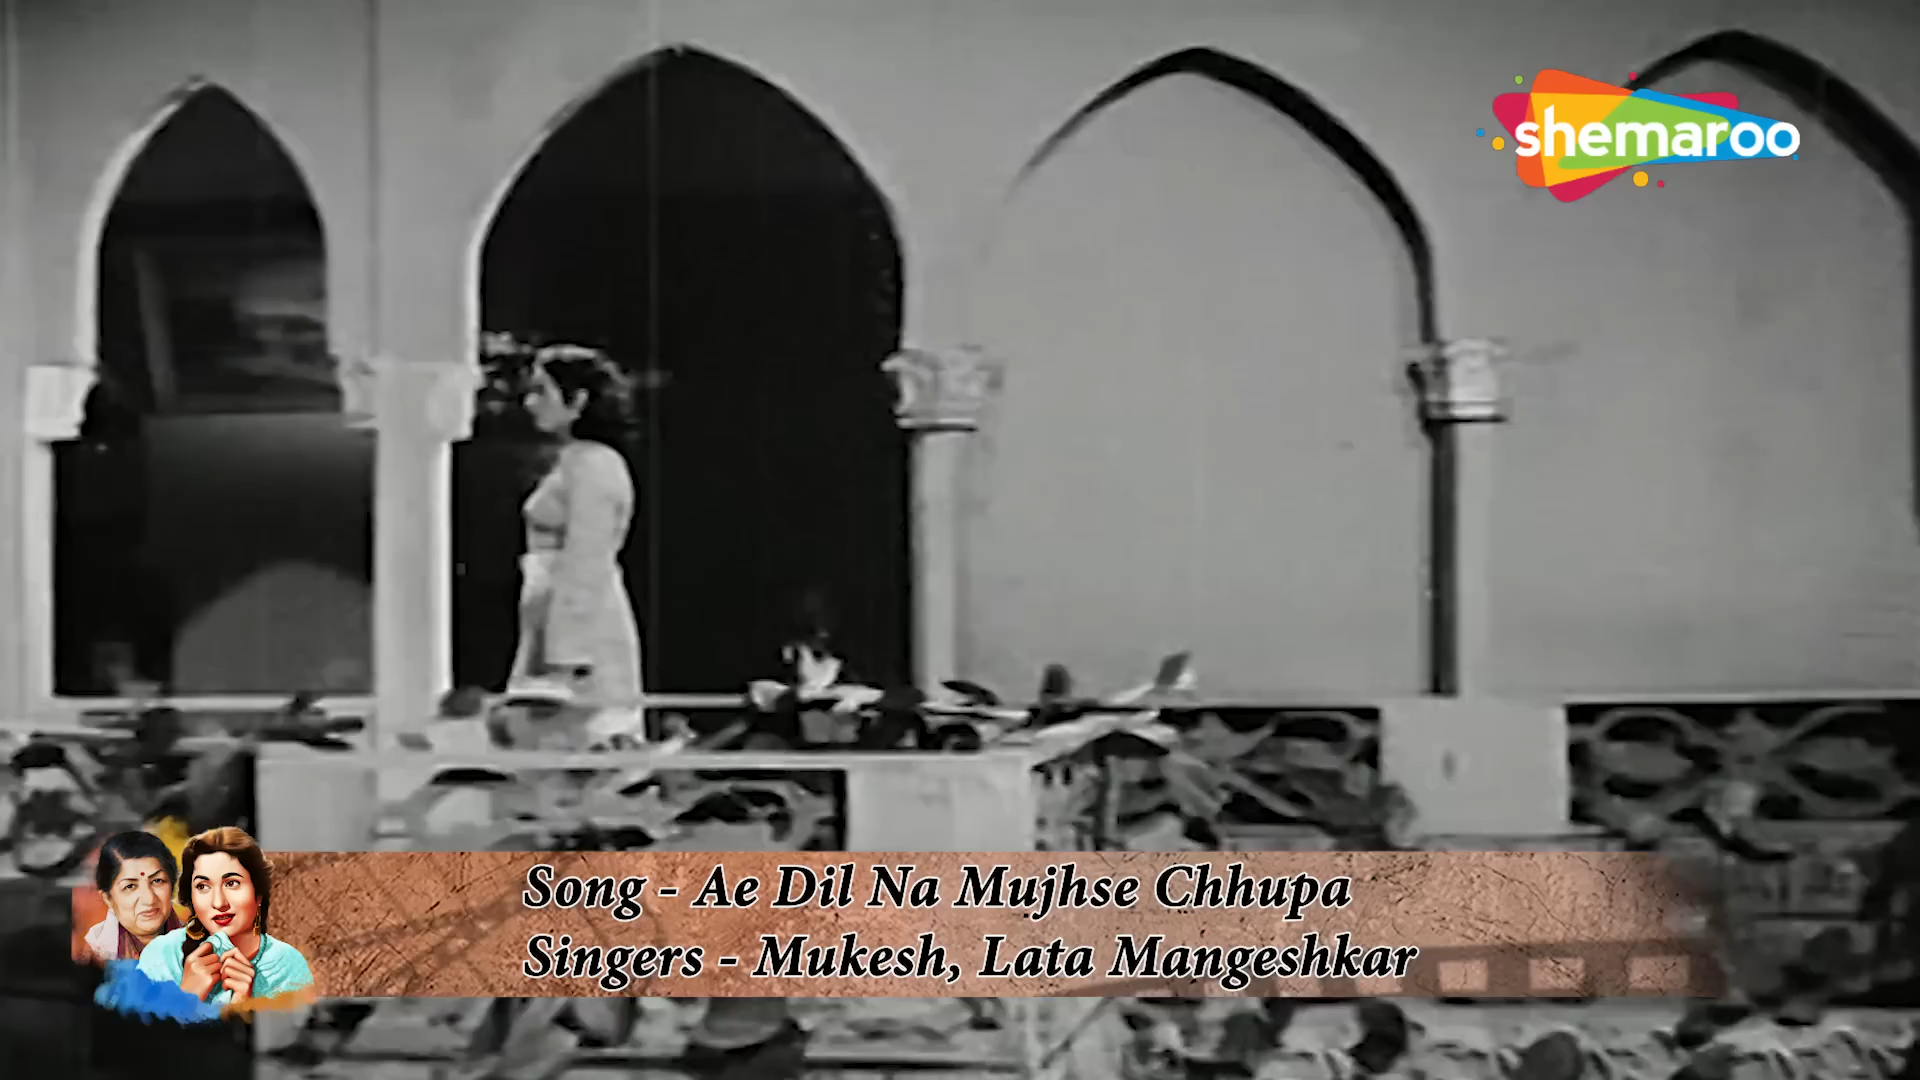 shemaroo
Song - Ae Dil Na Mujhse Chhupa
Singers - Mukesh, Lata Mangeshkar